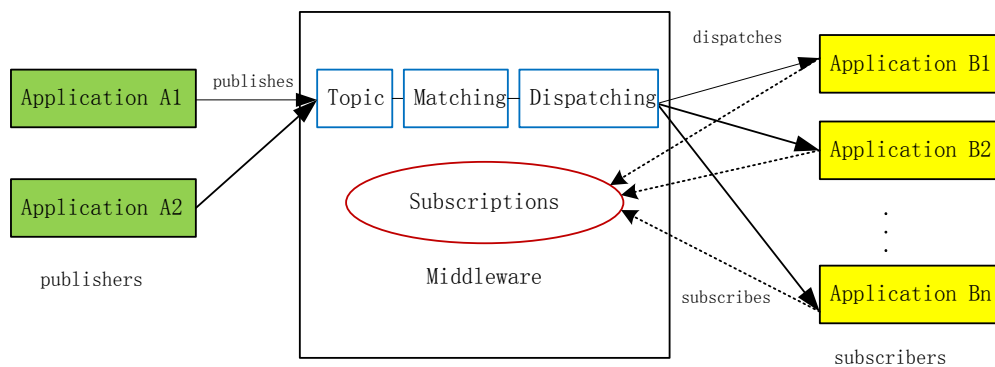 dispatches
Application B1
Application A1
publishes
Topic
Matching
Dispatching
Application B2
Application A2
Subscriptions
.
.
.
publishers
Middleware
subscribes
Application Bn
subscribers